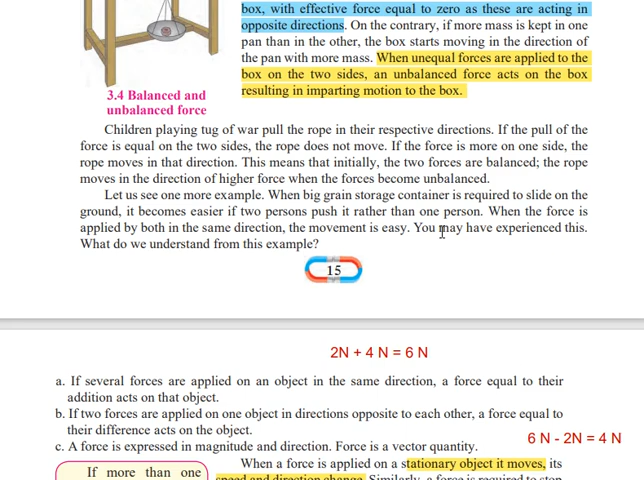 box, with effective force equal to zero as these are acting in
opposite directions. On the contrary, if more mass is kept in one
pan than in the other, the box starts moving in the direction of
the pan with more mass. When unequal forces are applied to the
box on the two sides, an unbalanced force acts on the box
resulting in imparting motion to the box.
3.4 Balanced and
unbalanced force
Children playing tug of war pull the rope in their respective directions. If the pull of the
force is equal on the two sides, the rope does not move. If the force is more on one side, the
rope moves in that direction. This means that initially, the two forces are balanced; the rope
moves in the direction of higher force when the forces become unbalanced.
Let us see one more example. When big grain storage container is required to slide on the
ground, it becomes easier if two persons push it rather than one person. When the force is
applied by both in the same direction, the movement is easy. You may have experienced this.
What do we understand from this example?
15
2N + 4 N = 6 N
a. If several forces are applied on an object in the same direction, a force equal to their
addition acts on that object.
b. If two forces are applied on one object in directions opposite to each other, a force equal to
their difference acts on the object.
6 N - 2N = 4 N
c. A force is expressed in magnitude and direction. Force is a vector quantity.
When a force is applied on a stationary object it moves, its
If more than one
speed and direction change. Similarly, a force is required to stop